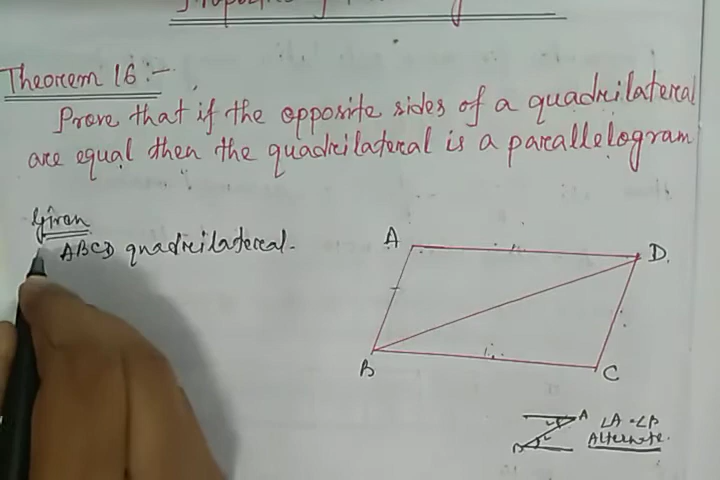 Theorem 16:-
Prove that if the opposite sides of a quadrilateral
are equal then the quadrilateral is a parallelogram
Given
ABCD quadrilateral.
A
D.
B
C
A
∠A = ∠B
Alternate.
B